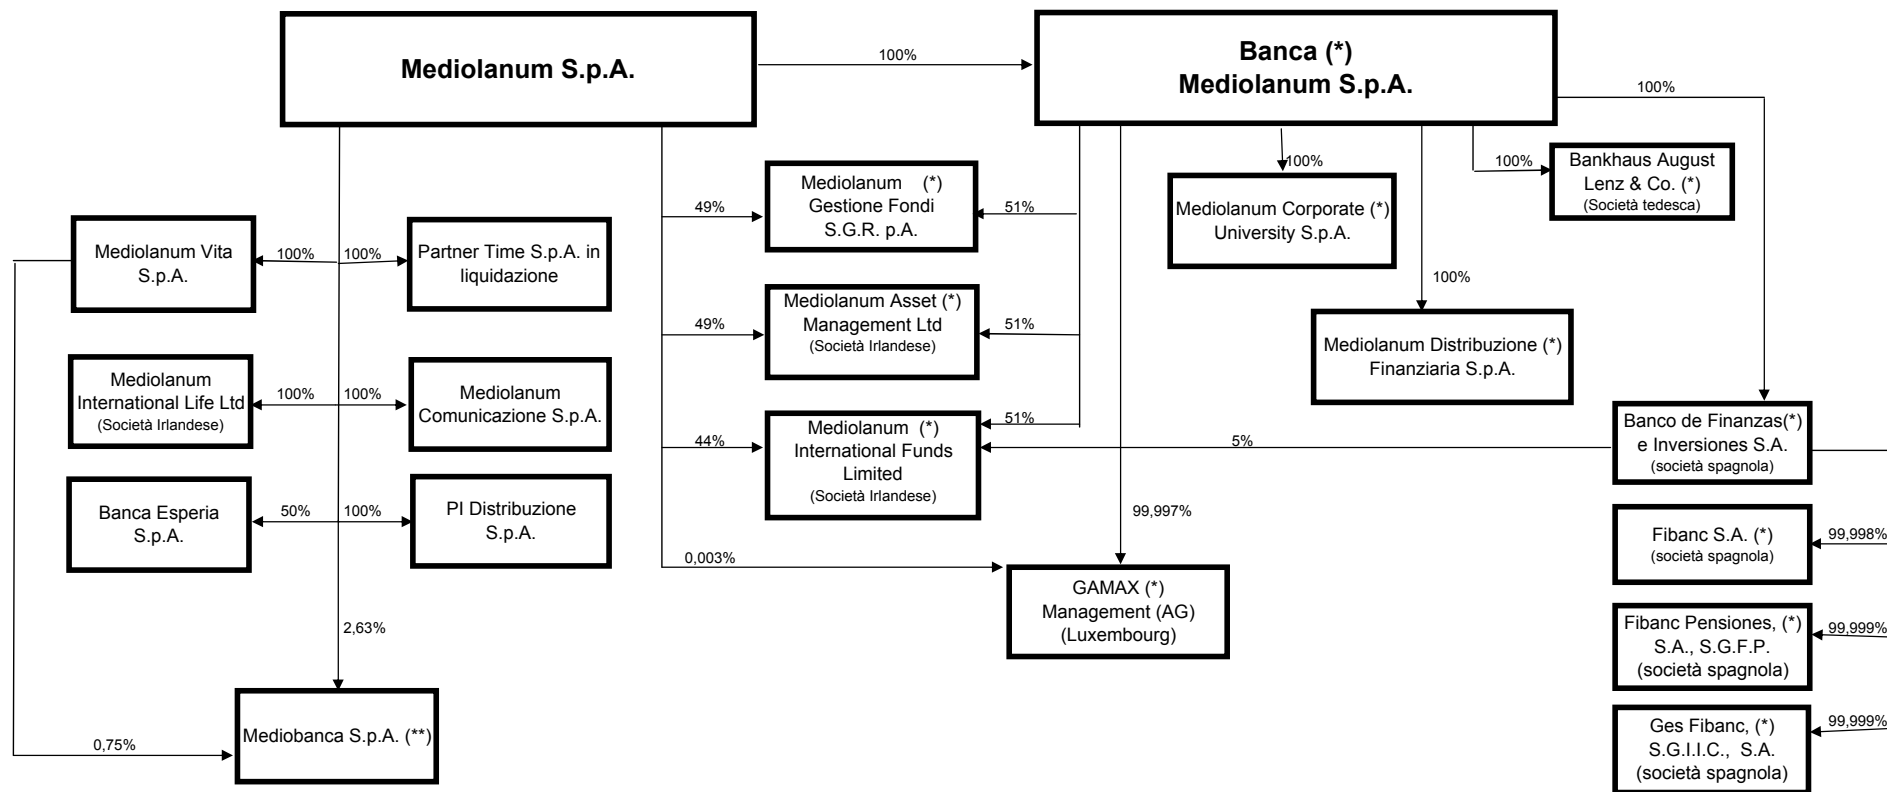 Mediolanum S.p.A.
100%
Banca (*)
Mediolanum S.p.A.
100%
Mediolanum (*)
Gestione Fondi
S.G.R. p.A.
49%
51%
100%
Mediolanum Corporate (*)
University S.p.A.
100%
Bankhaus August
Lenz & Co. (*)
(Società tedesca)
Mediolanum Vita
S.p.A.
100%
100%
Partner Time S.p.A. in
liquidazione
Mediolanum Asset (*)
Management Ltd
(Società Irlandese)
49%
51%
100%
Mediolanum Distribuzione (*)
Finanziaria S.p.A.
Mediolanum
International Life Ltd
(Società Irlandese)
100%
100%
Mediolanum
Comunicazione S.p.A.
Mediolanum (*)
International Funds
Limited
(Società Irlandese)
44%
51%
5%
Banco de Finanzas(*)
e Inversiones S.A.
(società spagnola)
Banca Esperia
S.p.A.
50%
100%
PI Distribuzione
S.p.A.
99,997%
Fibanc S.A. (*)
(società spagnola)
99,998%
0,003%
GAMAX (*)
Management (AG)
(Luxembourg)
Fibanc Pensiones, (*)
S.A., S.G.F.P.
(società spagnola)
99,999%
2,63%
Mediobanca S.p.A. (**)
0,75%
Ges Fibanc, (*)
S.G.I.I.C., S.A.
(società spagnola)
99,999%